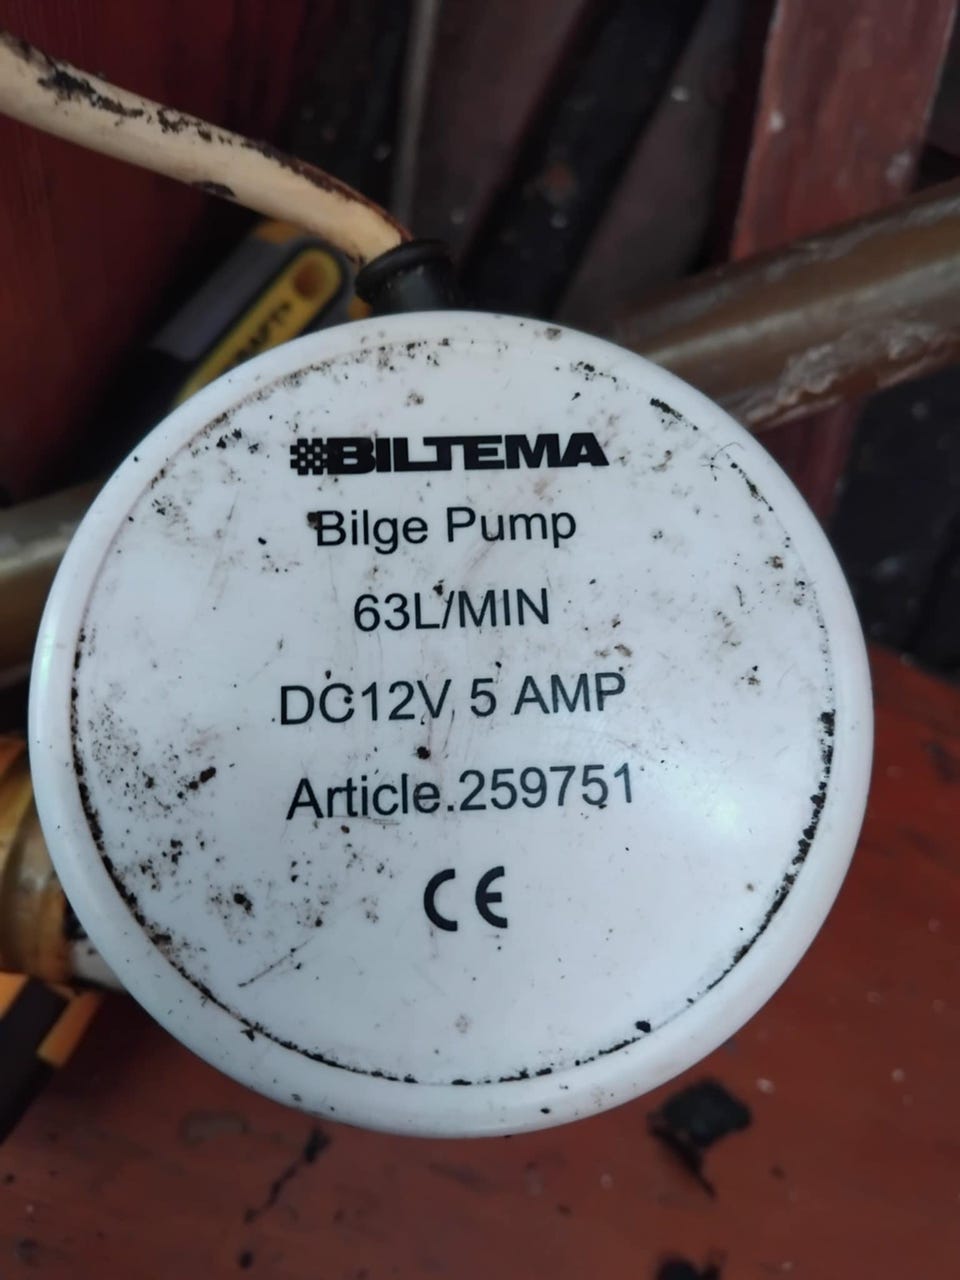 BILTEMA
Bilge Pump
63L/MIN
DC12V 5 AMP
Article.259751
CE